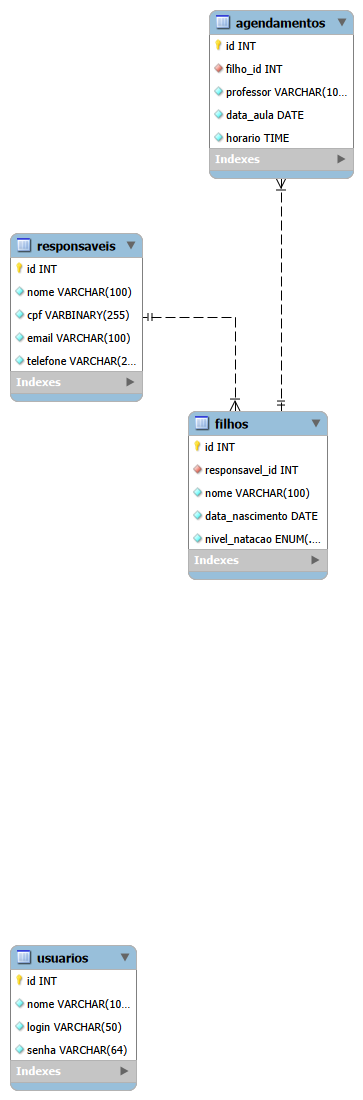 agendamentos
id INT
filho_id INT
professor VARCHAR(10...
data_aula DATE
horario TIME
Indexes
responsaveis
id INT
nome VARCHAR(100)
cpf VARBINARY(255)
email VARCHAR(100)
telefone VARCHAR(2...
Indexes
filhos
id INT
responsavel_id INT
nome VARCHAR(100)
data_nascimento DATE
nivel_natacao ENUM(....
Indexes
usuarios
id INT
nome VARCHAR(10...
login VARCHAR(50)
senha VARCHAR(64)
Indexes